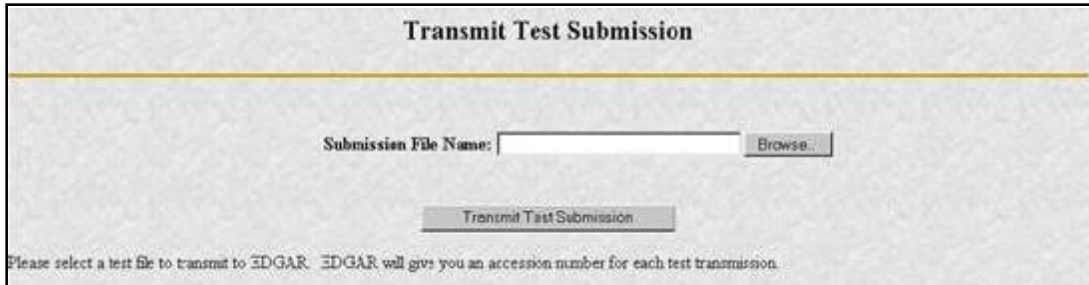 Transmit Test Submission
Submission File Name: Browse..
Transmit Test Submission
Please select a test file to transmit to EDGAR. EDGAR will give you an accession number for each test transmission.